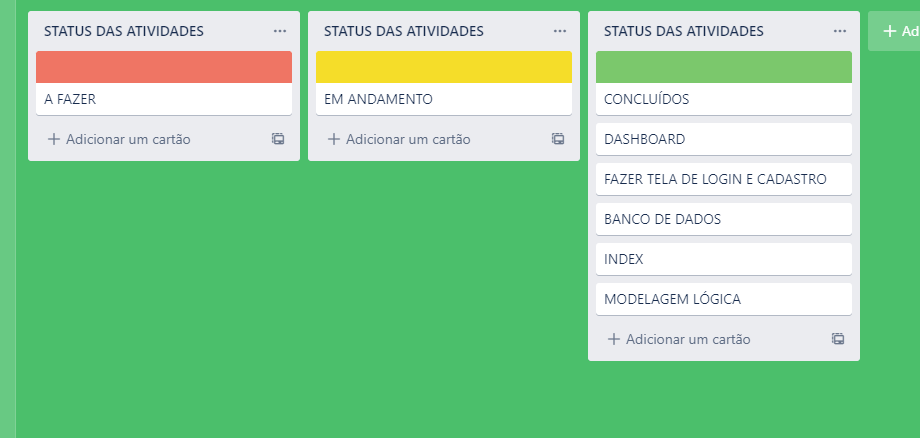 STATUS DAS ATIVIDADES
A FAZER
Adicionar um cartão
STATUS DAS ATIVIDADES
EM ANDAMENTO
Adicionar um cartão
STATUS DAS ATIVIDADES
CONCLUÍDOS
DASHBOARD
FAZER TELA DE LOGIN E CADASTRO
BANCO DE DADOS
INDEX
MODELAGEM LÓGICA
Adicionar um cartão
Ad